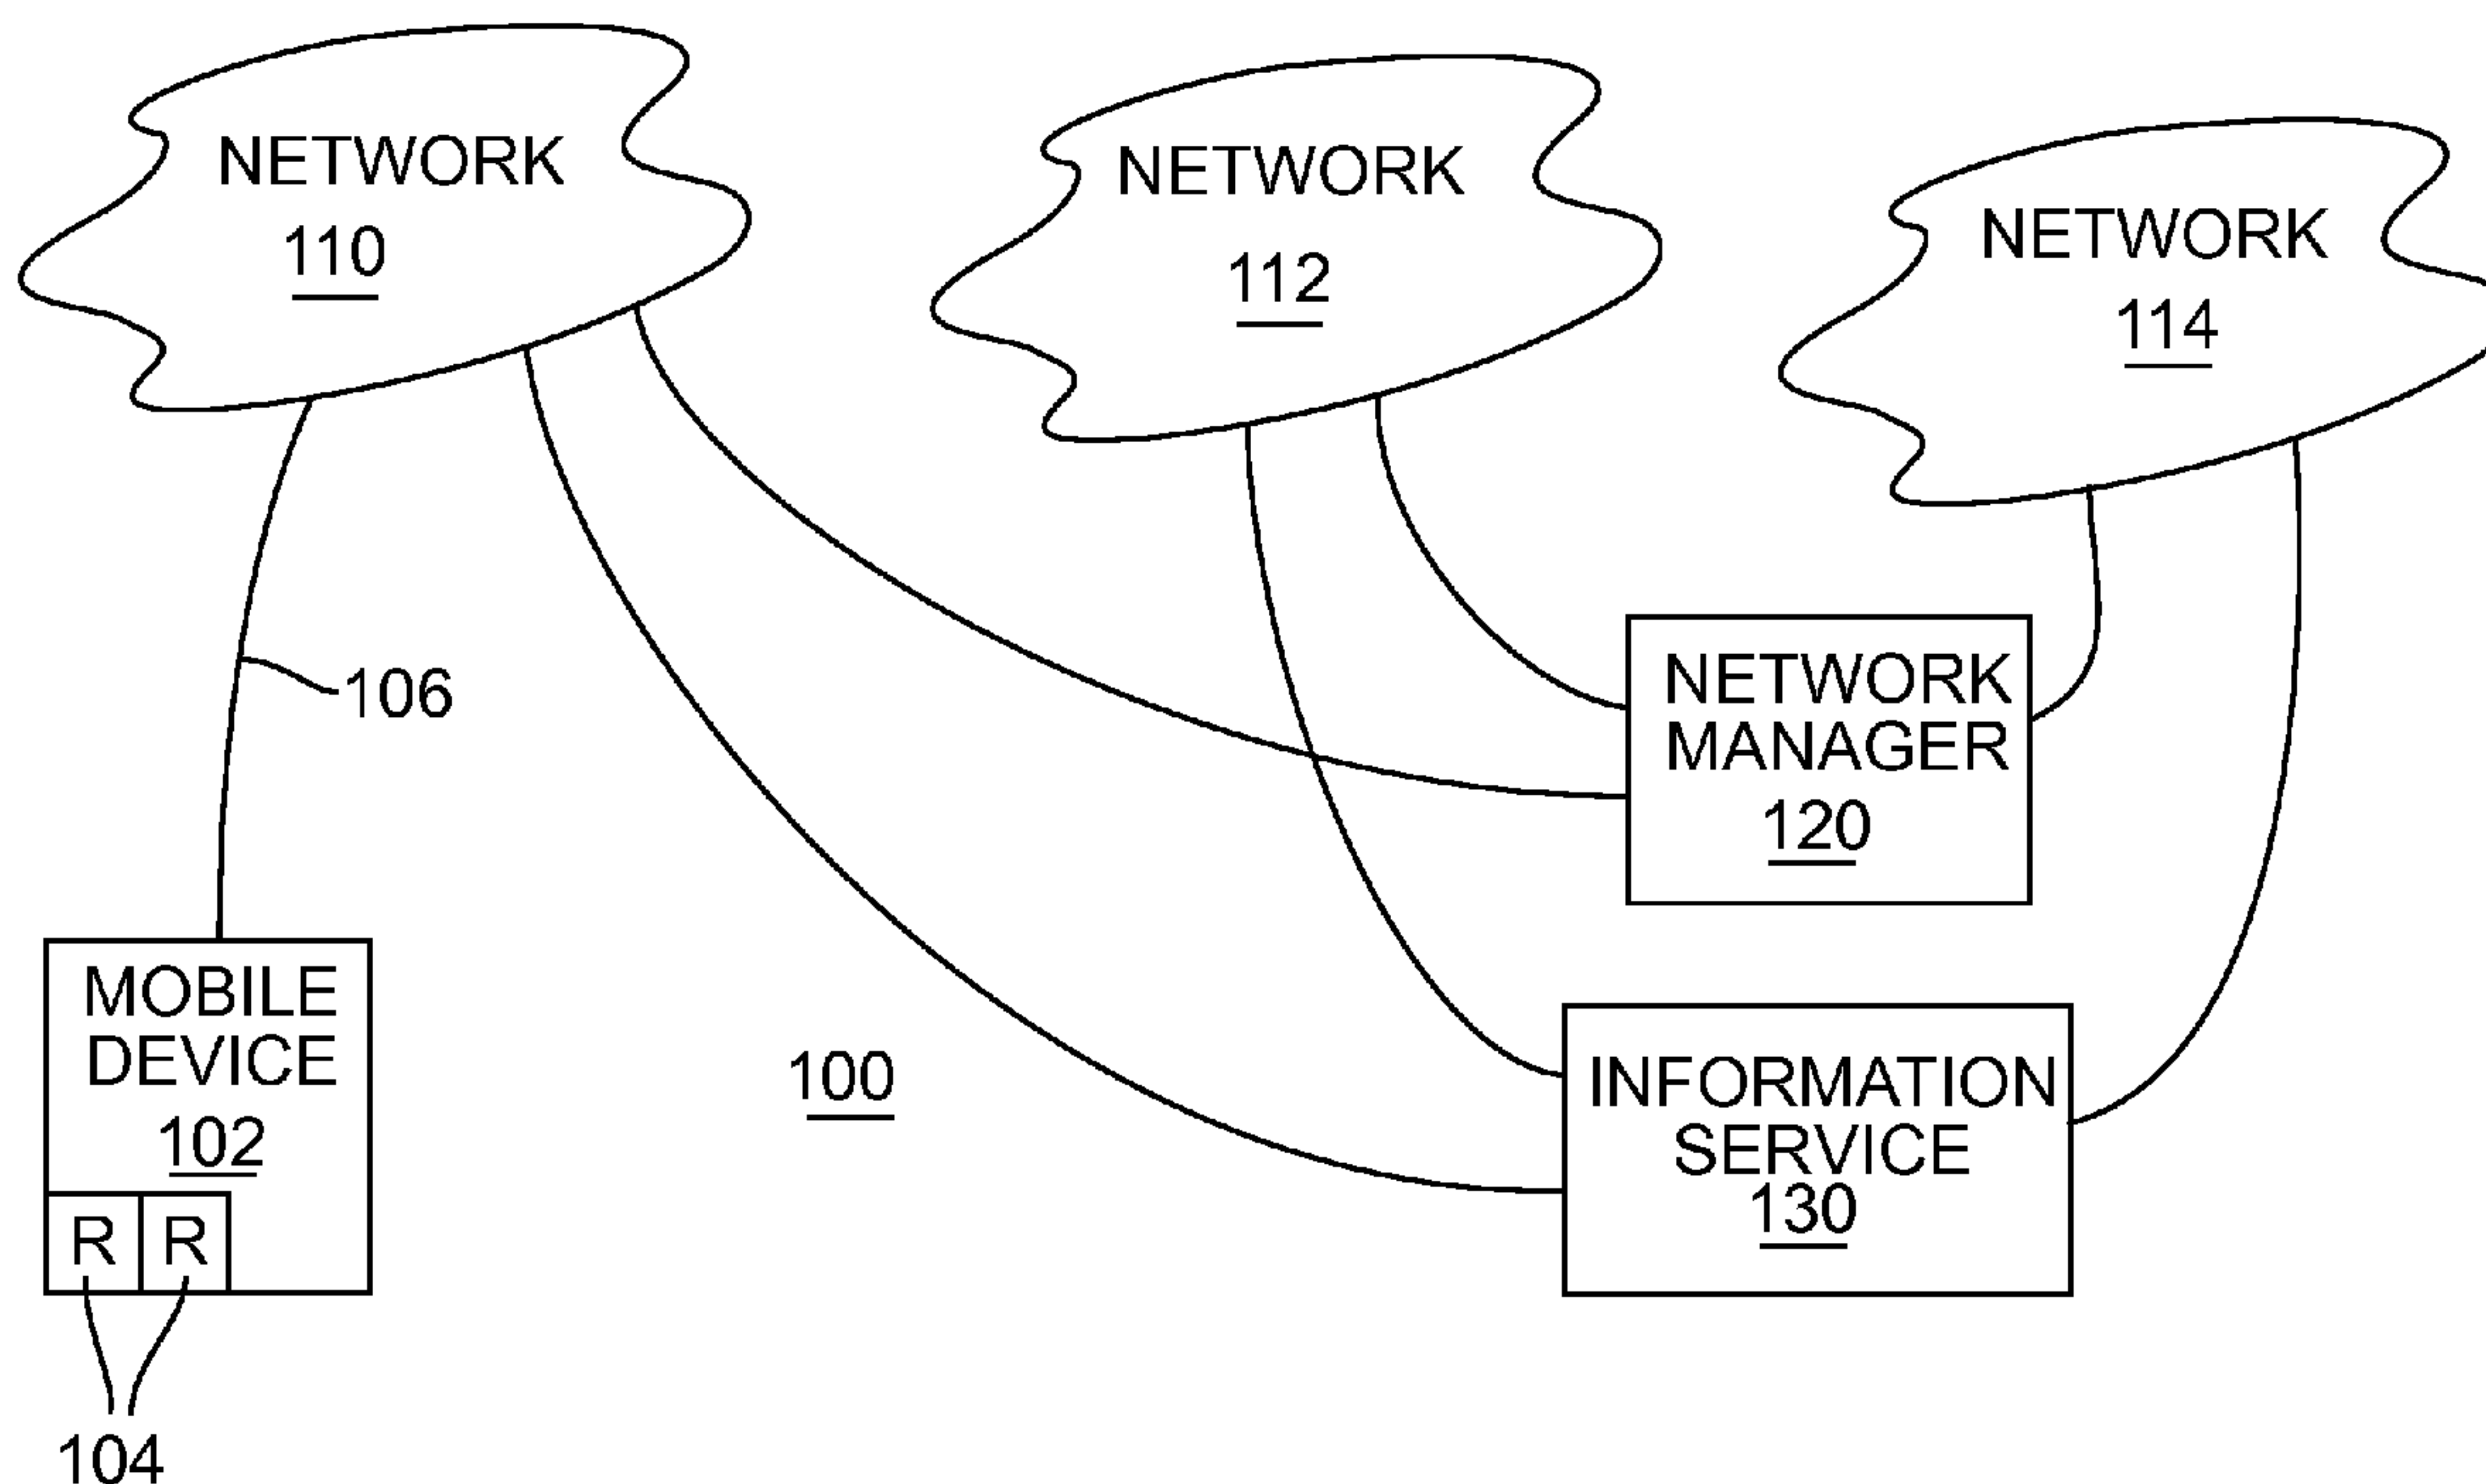 NETWORK
110
NETWORK
112
NETWORK
114
106
NETWORK
MANAGER
120
MOBILE
DEVICE
102
R R
104
100
INFORMATION
SERVICE
130